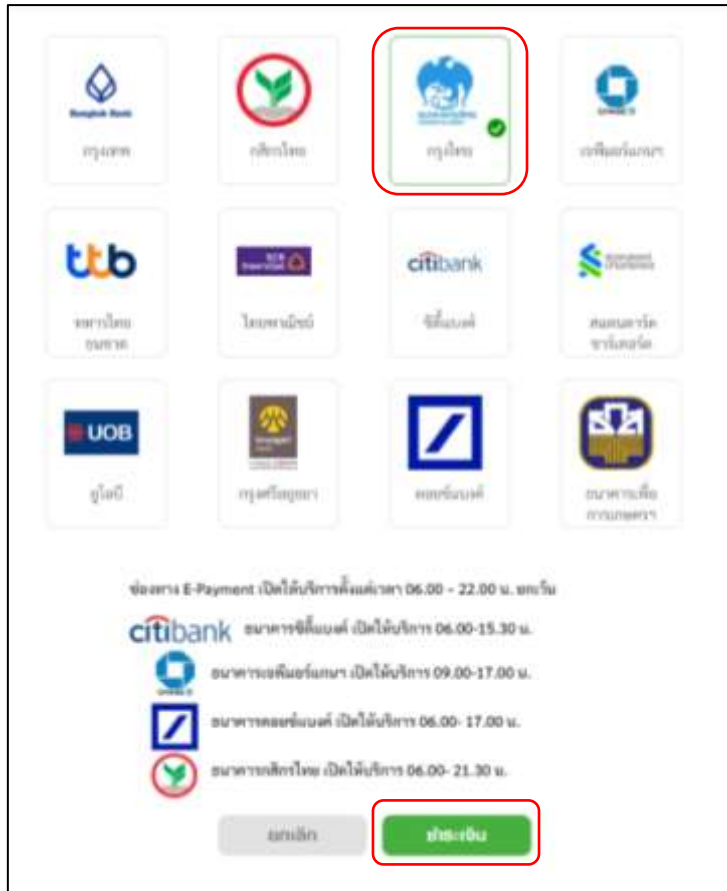 Bangkok Bank
กรุงเทพ
กสิกรไทย
กรุงไทย
เจพีมอร์แกนฯ
ttb
SCB
citibank
ทหารไทย
ธนชาต
ไทยพาณิชย์
ซิตี้แบงก์
สแตนดาร์ด
ชาร์เตอร์ด
UOB
ยูโอบี
กรุงศรีอยุธยา
ดอยซ์แบงก์
ธนาคารเพื่อ
การเกษตรฯ
ช่องทาง E-Payment เปิดให้บริการตั้งแต่เวลา 06.00 – 22.00 น. ยกเว้น
citibank ธนาคารซิตี้แบงก์ เปิดให้บริการ 06.00-15.30 น.
ธนาคารเจพีมอร์แกนฯ เปิดให้บริการ 09.00-17.00 น.
ธนาคารดอยซ์แบงก์ เปิดให้บริการ 06.00- 17.00 น.
ธนาคารกสิกรไทย เปิดให้บริการ 06.00- 21.30 น.
ยกเลิก
ชำระเงิน